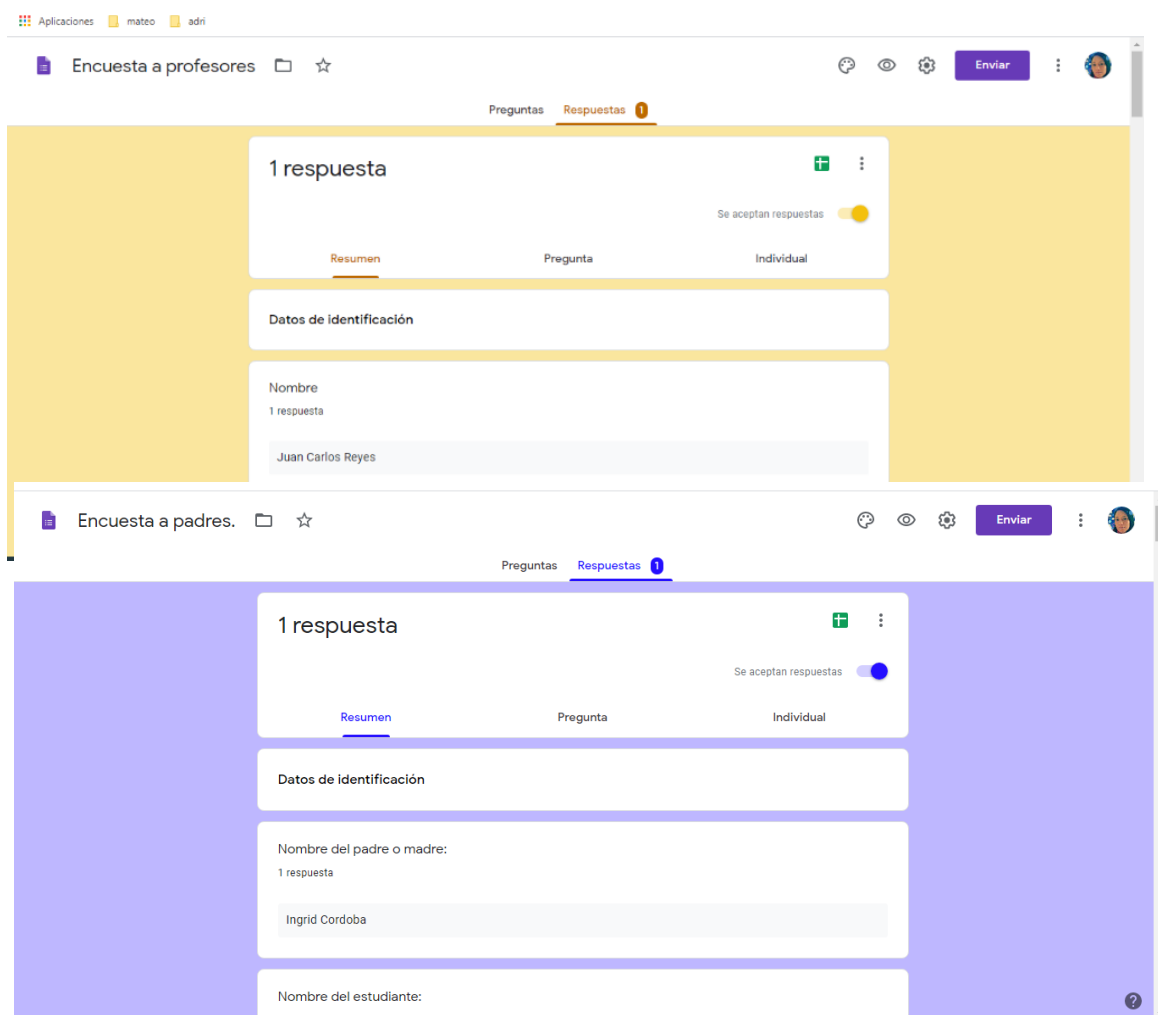 Aplicaciones mateo adri
Encuesta a profesores Enviar
Preguntas Respuestas 1
1 respuesta
Se aceptan respuestas
Resumen Pregunta Individual
Datos de identificación
Nombre
1 respuesta
Juan Carlos Reyes
Encuesta a padres. Enviar
Preguntas Respuestas 1
1 respuesta
Se aceptan respuestas
Resumen Pregunta Individual
Datos de identificación
Nombre del padre o madre:
1 respuesta
Ingrid Cordoba
Nombre del estudiante: